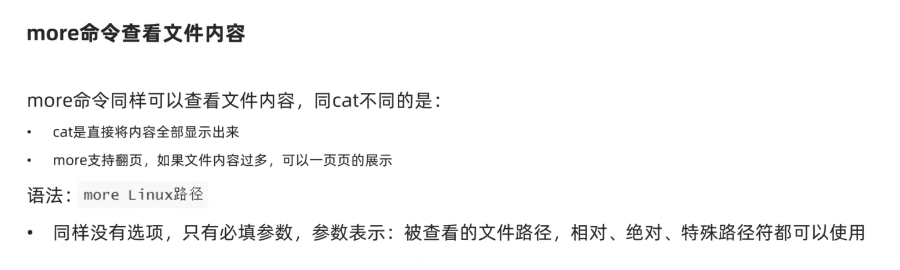 more命令查看文件内容
more命令同样可以查看文件内容，同cat不同的是：
• cat是直接将内容全部显示出来
• more支持翻页，如果文件内容过多，可以一页页的展示
语法：more Linux路径
• 同样没有选项，只有必填参数，参数表示：被查看的文件路径，相对、绝对、特殊路径符都可以使用